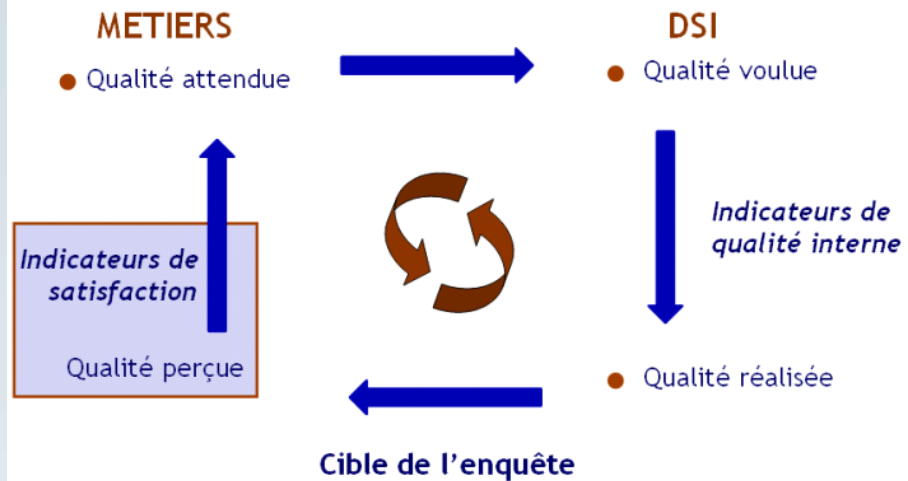 METIERS
DSI
Qualité attendue
Qualité voulue
Indicateurs de
qualité interne
Indicateurs de
satisfaction
Qualité perçue
Qualité réalisée
Cible de l'enquête